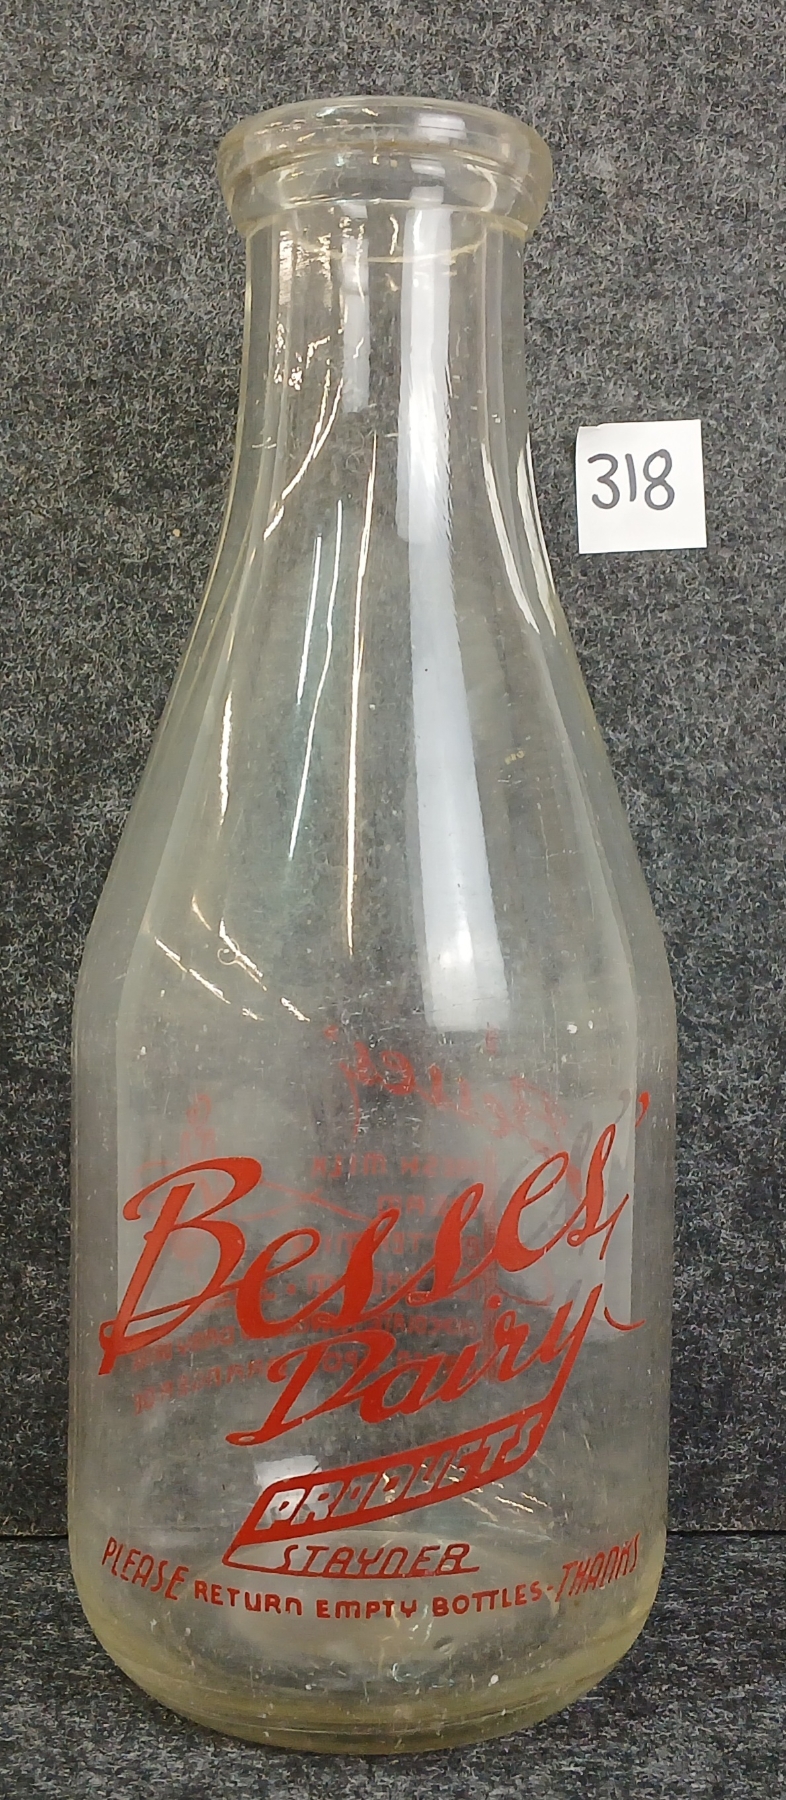 318
Besses'
Dairy
PRODUCTS
STAYNER
PLEASE RETURN EMPTY BOTTLES-THANKS